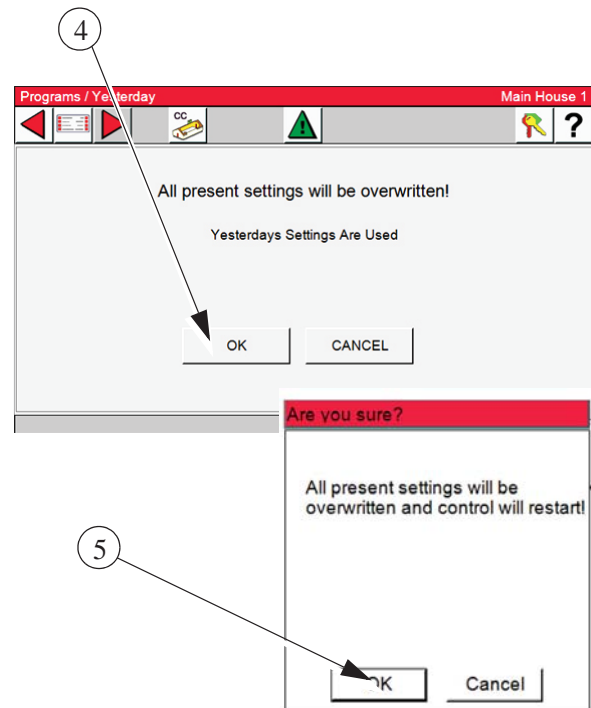 4
Programs / Yesterday Main House 1
CC
?
All present settings will be overwritten!
Yesterdays Settings Are Used
OK CANCEL
Are you sure?
All present settings will be
overwritten and control will restart!
5
OK Cancel